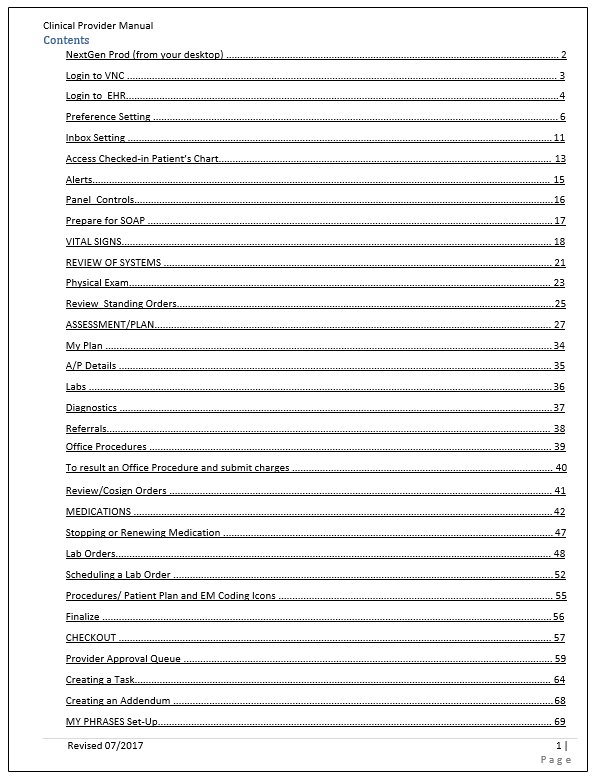 Clinical Provider Manual
Contents
NextGen Prod (from your desktop) ........ 2
Login to VNC ........ 3
Login to  EHR........ 4
Preference Setting ........ 6
Inbox Setting ........ 11
Access Checked-in Patient's Chart........ 13
Alerts........ 15
Panel  Controls........ 16
Prepare for SOAP ........ 17
VITAL SIGNS........ 18
REVIEW OF SYSTEMS ........ 21
Physical Exam........ 23
Review  Standing Orders........ 25
ASSESSMENT/PLAN........ 27
My Plan ........ 34
A/P Details ........ 35
Labs ........ 36
Diagnostics ........ 37
Referrals........ 38
Office Procedures ........ 39
To result an Office Procedure and submit charges ........ 40
Review/Cosign Orders ........ 41
MEDICATIONS ........ 42
Stopping or Renewing Medication ........ 47
Lab Orders........ 48
Scheduling a Lab Order ........ 52
Procedures/ Patient Plan and EM Coding Icons ........ 55
Finalize ........ 56
CHECKOUT ........ 57
Provider Approval Queue ........ 59
Creating a Task........ 64
Creating an Addendum ........ 68
MY PHRASES Set-Up........ 69
Revised 07/2017 1 |
Page